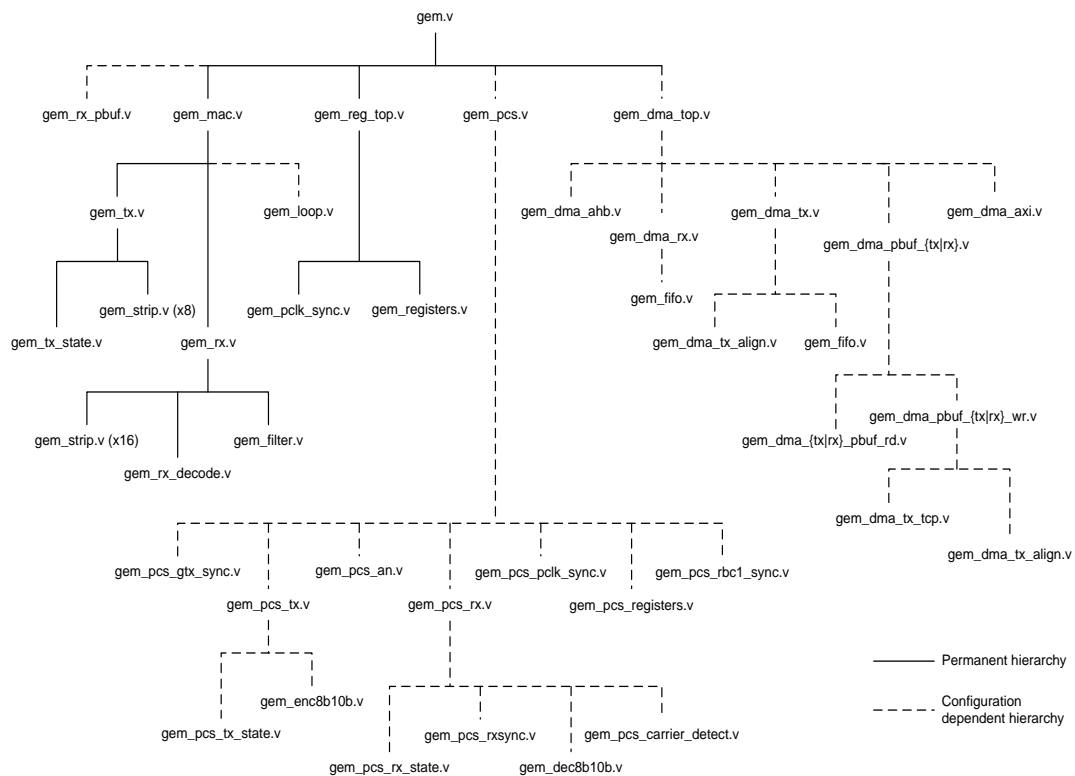 gem.v
gem_rx_pbuf.v
gem_mac.v
gem_reg_top.v
gem_pcs.v
gem_dma_top.v
gem_tx.v
gem_loop.v
gem_dma_ahb.v
gem_dma_tx.v
gem_dma_axi.v
gem_dma_rx.v
gem_dma_pbuf_{tx|rx}.v
gem_strip.v (x8)
gem_pclk_sync.v
gem_registers.v
gem_fifo.v
gem_tx_state.v
gem_rx.v
gem_dma_tx_align.v
gem_fifo.v
gem_strip.v (x16)
gem_filter.v
gem_dma_{tx|rx}_pbuf_rd.v
gem_dma_pbuf_{tx|rx}_wr.v
gem_rx_decode.v
gem_dma_tx_tcp.v
gem_dma_tx_align.v
gem_pcs_gtx_sync.v
gem_pcs_an.v
gem_pcs_pclk_sync.v
gem_pcs_rbc1_sync.v
gem_pcs_tx.v
gem_pcs_rx.v
gem_pcs_registers.v
gem_enc8b10b.v
gem_pcs_tx_state.v
gem_pcs_rxsync.v
gem_pcs_carrier_detect.v
gem_pcs_rx_state.v
gem_dec8b10b.v
Permanent hierarchy
Configuration
dependent hierarchy